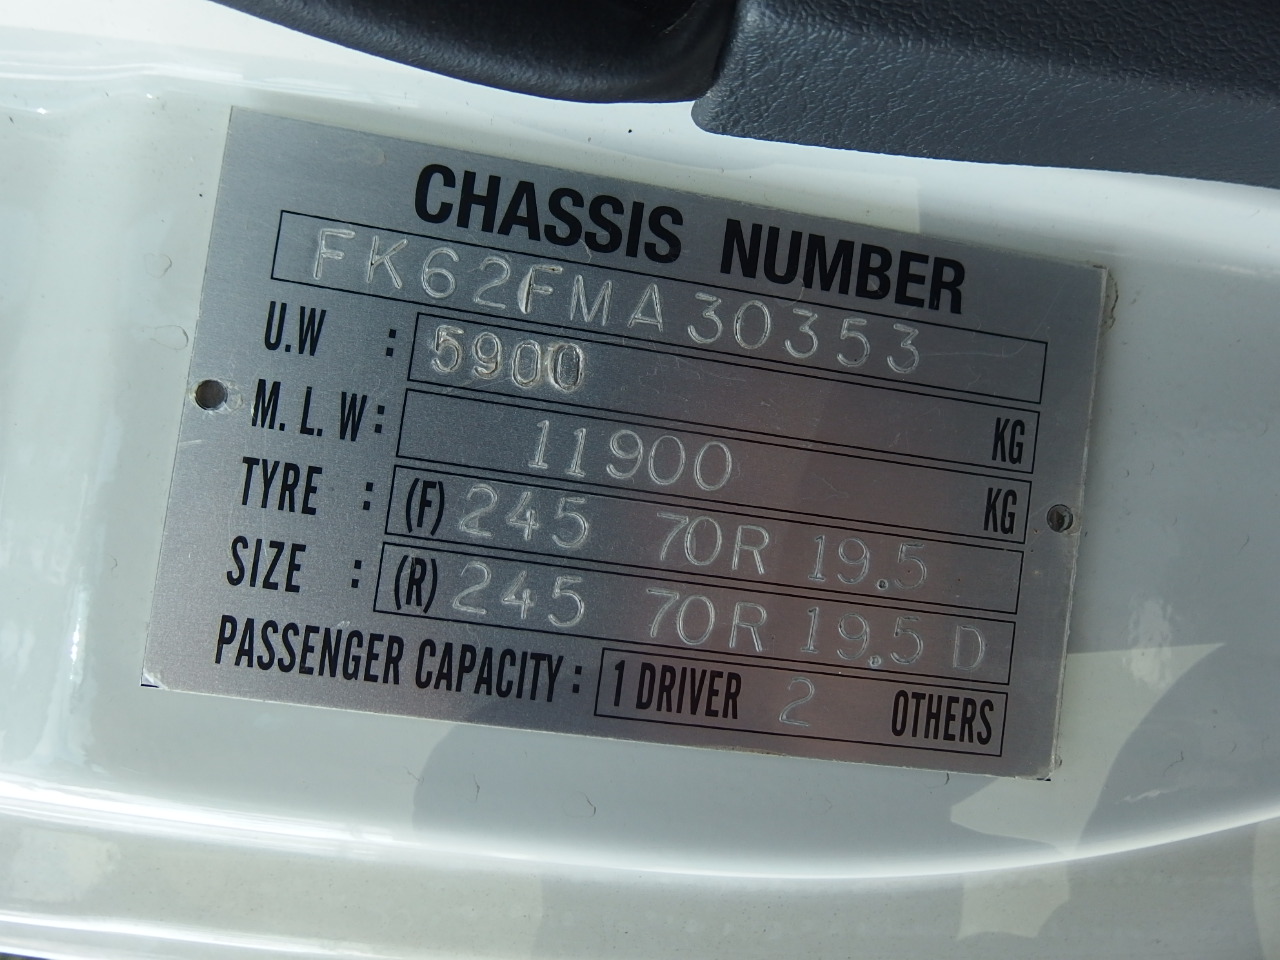 CHASSIS NUMBER
FK62FMA30353
U.W : 5900 KG
M.L.W: 11900 KG
TYRE : (F) 245 70R 19.5
SIZE : (R) 245 70R 19.5 D
PASSENGER CAPACITY: 1 DRIVER 2 OTHERS